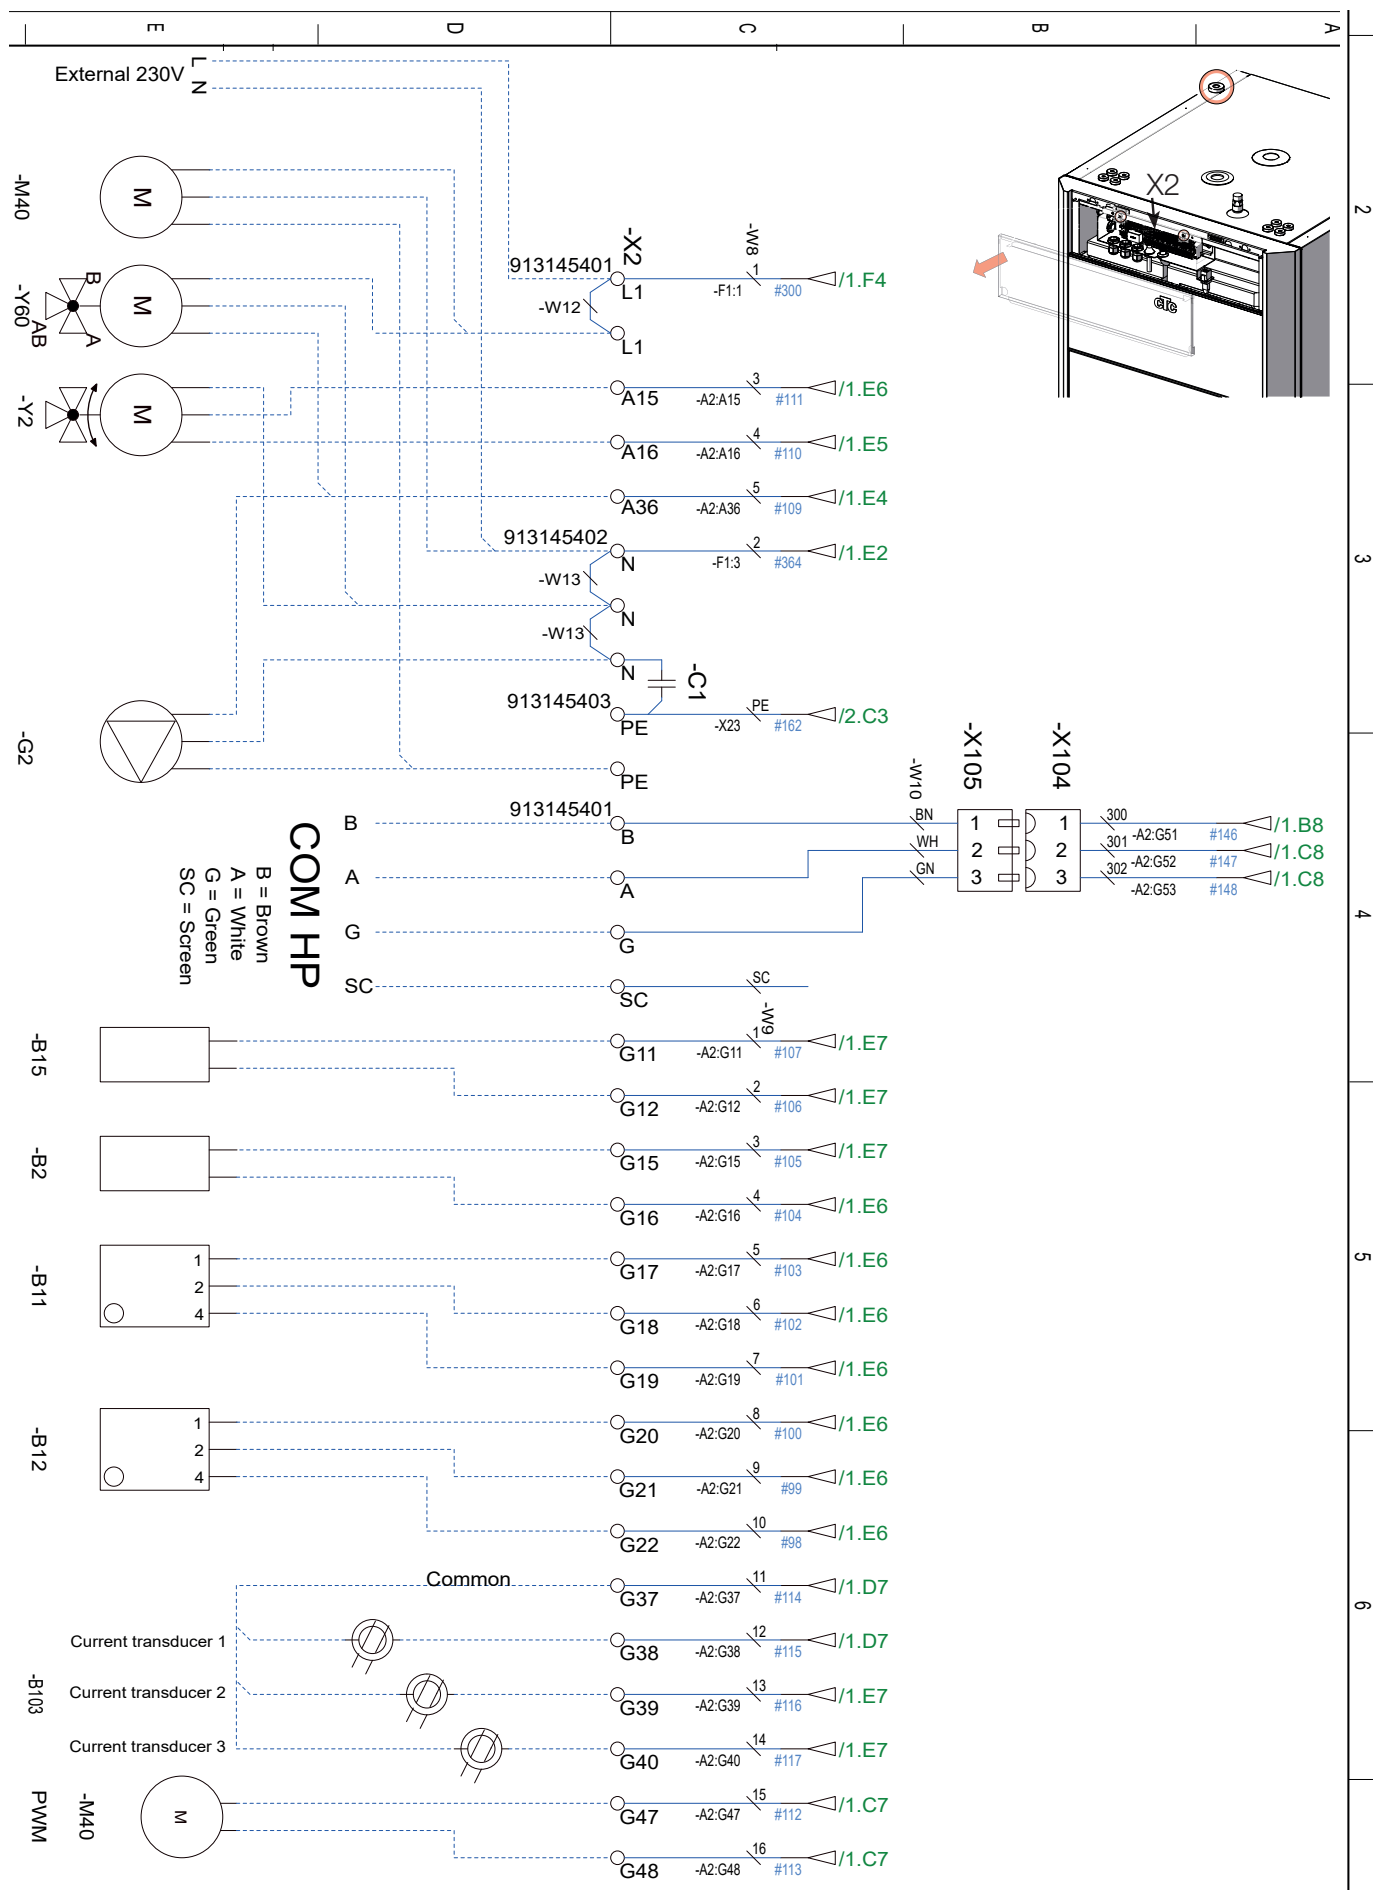 E D C B A
External 230V L
N
2
X2
cTc
-M40
M
-X2
-W8
913145401
L1
-F1:1
1
#300
/1.F4
-Y60
B
A
AB
M
-W12
L1
-Y2
M
A15
-A2:A15
3
#111
/1.E6
A16
-A2:A16
4
#110
/1.E5
A36
-A2:A36
5
#109
/1.E4
913145402
N
-F1:3
2
#364
/1.E2
3
-W13
N
-W13
N
-C1
913145403
PE
-X23
PE
#162
/2.C3
-G2
PE
-X105
-X104
-W10
COM HP
B = Brown
A = White
G = Green
SC = Screen
B
913145401
B
BN
1
1
300
-A2:G51
#146
/1.B8
WH
2
2
301
-A2:G52
#147
/1.C8
A
A
GN
3
3
302
-A2:G53
#148
/1.C8
4
G
G
SC
SC
SC
-W9
-B15
G11
-A2:G11
1
#107
/1.E7
G12
-A2:G12
2
#106
/1.E7
-B2
G15
-A2:G15
3
#105
/1.E7
G16
-A2:G16
4
#104
/1.E6
5
-B11
1
2
4
G17
-A2:G17
5
#103
/1.E6
G18
-A2:G18
6
#102
/1.E6
G19
-A2:G19
7
#101
/1.E6
-B12
1
2
4
G20
-A2:G20
8
#100
/1.E6
G21
-A2:G21
9
#99
/1.E6
G22
-A2:G22
10
#98
/1.E6
6
Common
G37
-A2:G37
11
#114
/1.D7
-B103
Current transducer 1
G38
-A2:G38
12
#115
/1.D7
Current transducer 2
G39
-A2:G39
13
#116
/1.E7
Current transducer 3
G40
-A2:G40
14
#117
/1.E7
PWM
-M40
M
G47
-A2:G47
15
#112
/1.C7
G48
-A2:G48
16
#113
/1.C7